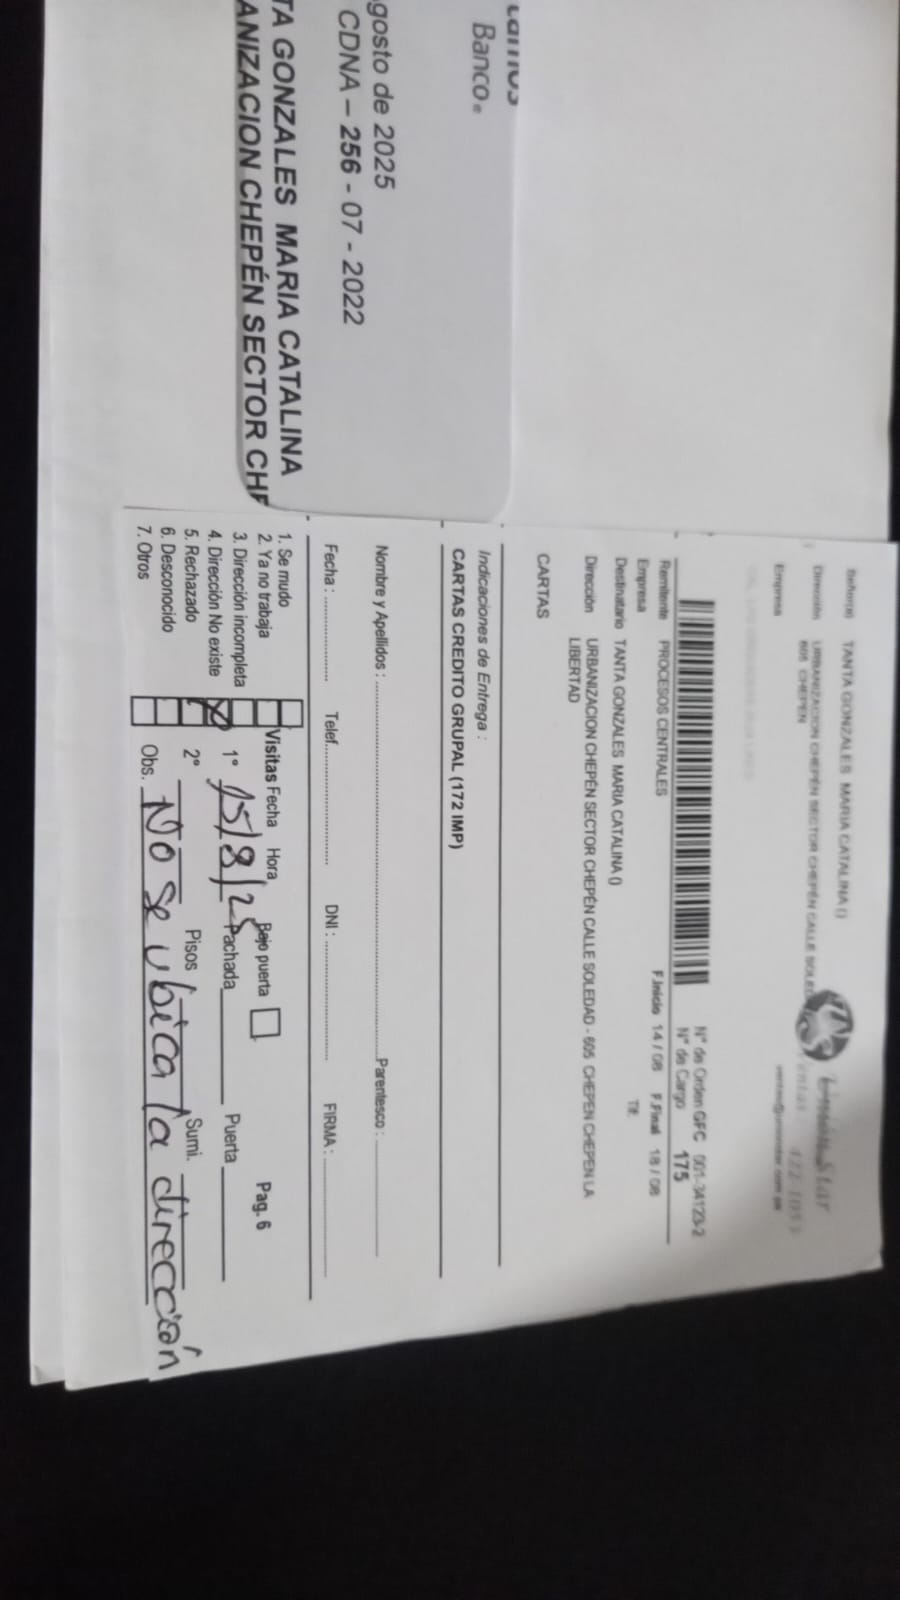 Banco.
gosto de 2025
CDNA – 256 - 07 - 2022
TA GONZALES MARIA CATALINA
ANIZACION CHEPÉN SECTOR CHE
Señor(a) TANTA GONZALES MARIA CATALINA ()
Dirección URBANIZACION CHEPÉN SECTOR CHEPÉN CALLE SOLED
605 CHEPEN
Empresa
N° de Orden GFC 001-34123-2
N° de Cargo 175
Remitente PROCESOS CENTRALES
F.Inicio 14 / 08 F.Final 18 / 08
Empresa
Tlf.
Destinatario TANTA GONZALES MARIA CATALINA ()
Dirección URBANIZACION CHEPÉN SECTOR CHEPÉN CALLE SOLEDAD - 605 CHEPEN CHEPEN LA
LIBERTAD
CARTAS
Indicaciones de Entrega :
CARTAS CREDITO GRUPAL (172 IMP)
Nombre y Apellidos : Parentesco :
Fecha : Telef. DNI : FIRMA :
1. Se mudo
2. Ya no trabaja
3. Dirección incompleta
4. Dirección No existe
5. Rechazado
6. Desconocido
7. Otros
Visitas Fecha Hora Bajo puerta Pag. 6
1° 15/8/25 Fachada Puerta
2° Pisos Sumi.
Obs. No se ubica la dirección